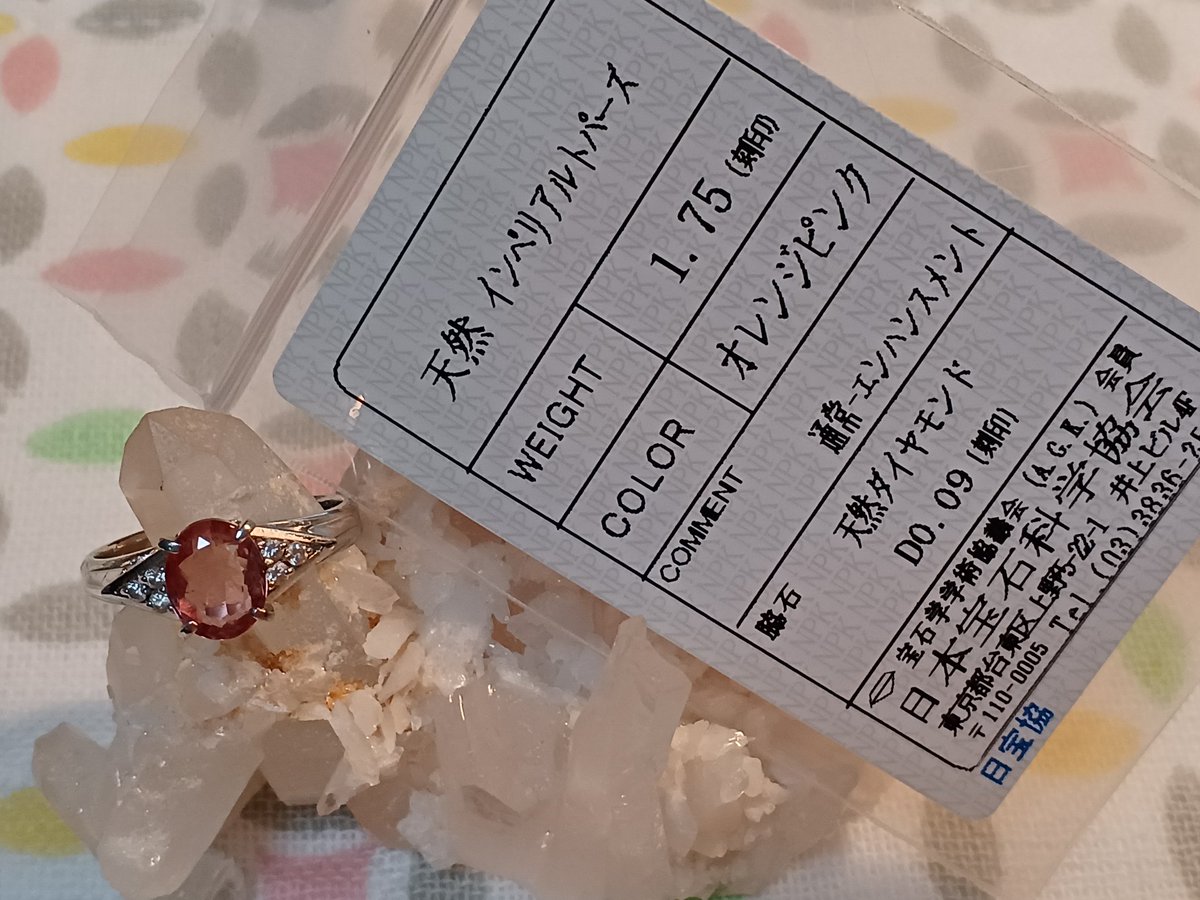 天然 インペリアルトパーズ
WEIGHT 1.75 (刻印)
COLOR オレンジピンク
COMMENT 通常-エンハンスメント
脇石 天然ダイヤモンド
D0.09 (刻印)
宝石学学術協議会 (A.G.K.) 会員
日本宝石科学協会
東京都台東区上野5-22-1 井上ビル4F
〒110-0005 Tel.(03)3836-
日宝協